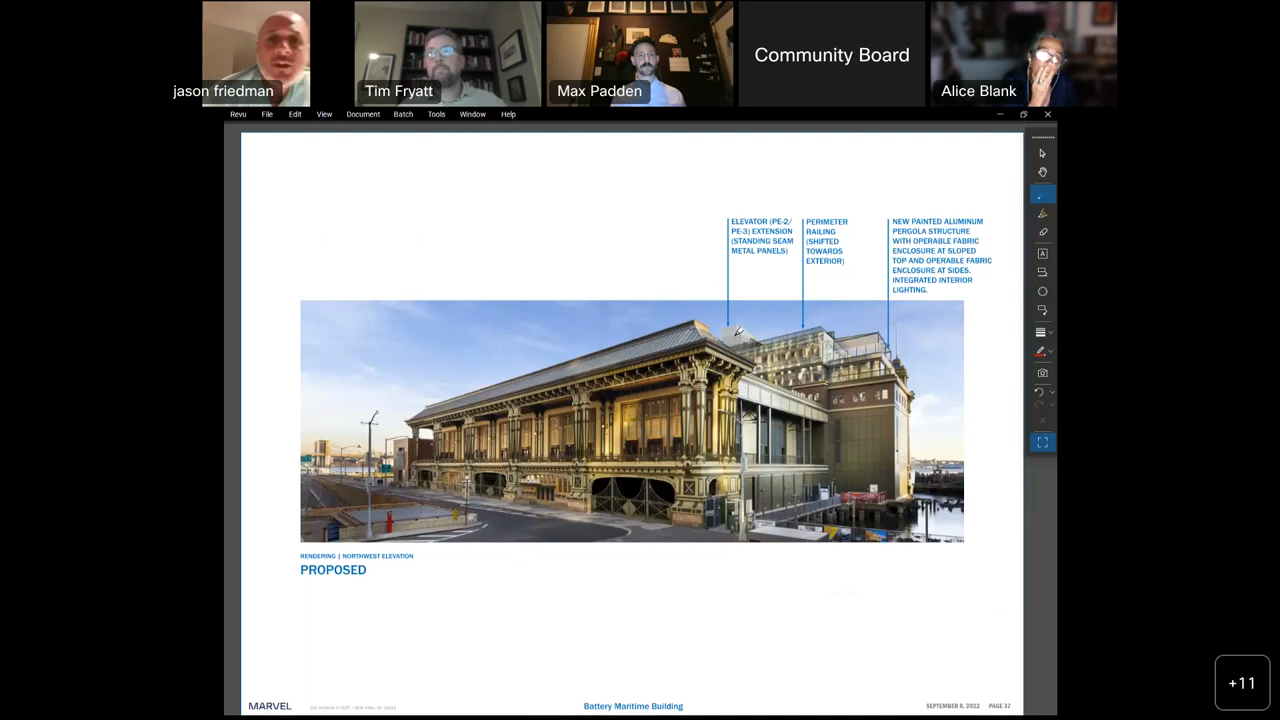 jason friedman
Tim Fryatt
Max Padden
Community Board
Alice Blank
Revu File Edit View Document Batch Tools Window Help
ELEVATOR (PE-2/
PE-3) EXTENSION
(STANDING SEAM
METAL PANELS)
PERIMETER
RAILING
(SHIFTED
TOWARDS
EXTERIOR)
NEW PAINTED ALUMINUM
PERGOLA STRUCTURE
WITH OPERABLE FABRIC
ENCLOSURE AT SLOPED
TOP AND OPERABLE FABRIC
ENCLOSURE AT SIDES.
INTEGRATED INTERIOR
LIGHTING.
RENDERING | NORTHWEST ELEVATION
PROPOSED
MARVEL
Battery Maritime Building
SEPTEMBER 8, 2022 PAGE 37
+11